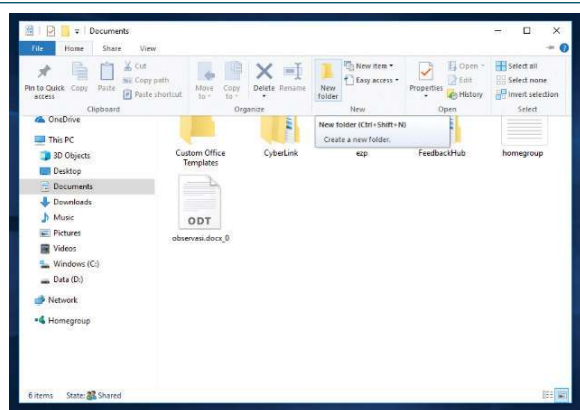 Documents
File Home Share View
Pin to Quick access
Copy
Paste
Cut
Copy path
Paste shortcut
Clipboard
Move to
Copy to
Delete
Rename
Organize
New folder
New item
Easy access
New
Properties
Open
Edit
History
Open
Select all
Select none
Invert selection
Select
New folder (Ctrl+Shift+N)
Create a new folder.
OneDrive
This PC
3D Objects
Desktop
Documents
Downloads
Music
Pictures
Videos
Windows (C:)
Data (D:)
Network
Homegroup
Custom Office
Templates
CyberLink
ezp
FeedbackHub
homegroup
ODT
observasi.docx_0
6 items State: Shared